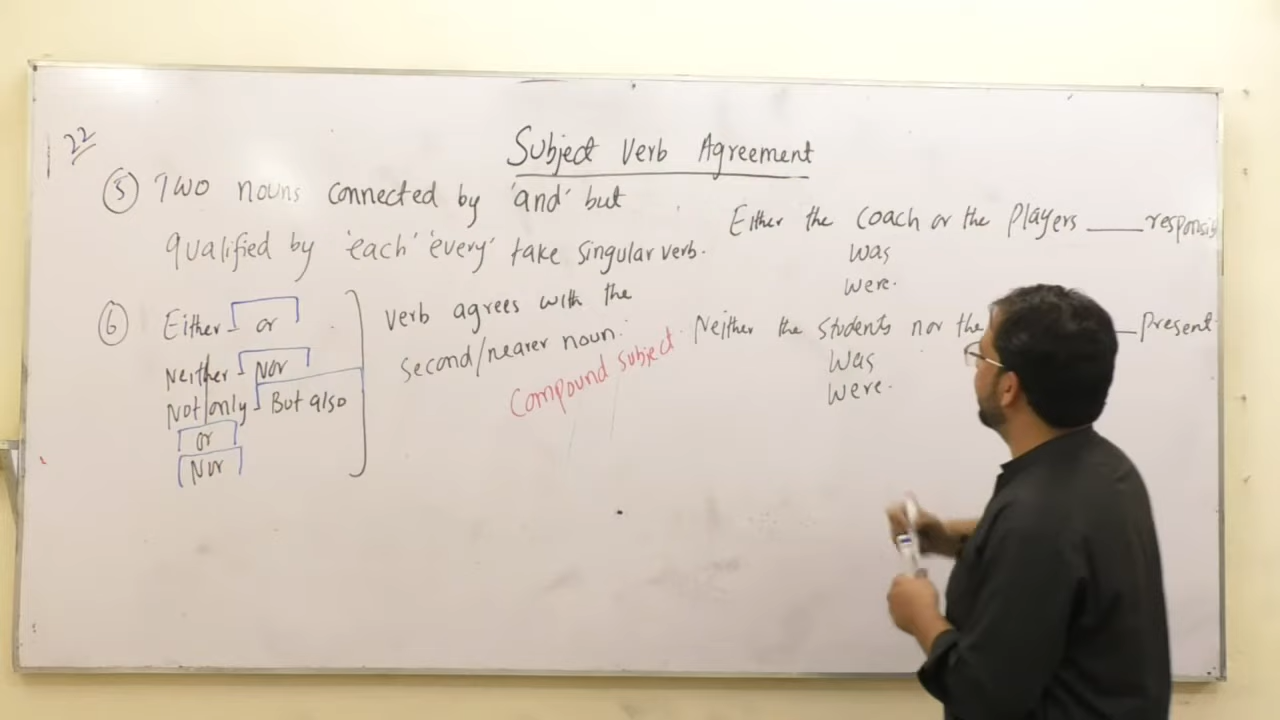 22
Subject Verb Agreement
(5) Two nouns connected by 'and' but
qualified by 'each' 'every' take singular verb.
(6) Either or
Neither Nor
Not only But also
or
Nor
Verb agrees with the
second/nearer noun.
Compound subject
Either the coach or the players ____ responsi
was
were.
Neither the students nor the ____ present.
was
were.